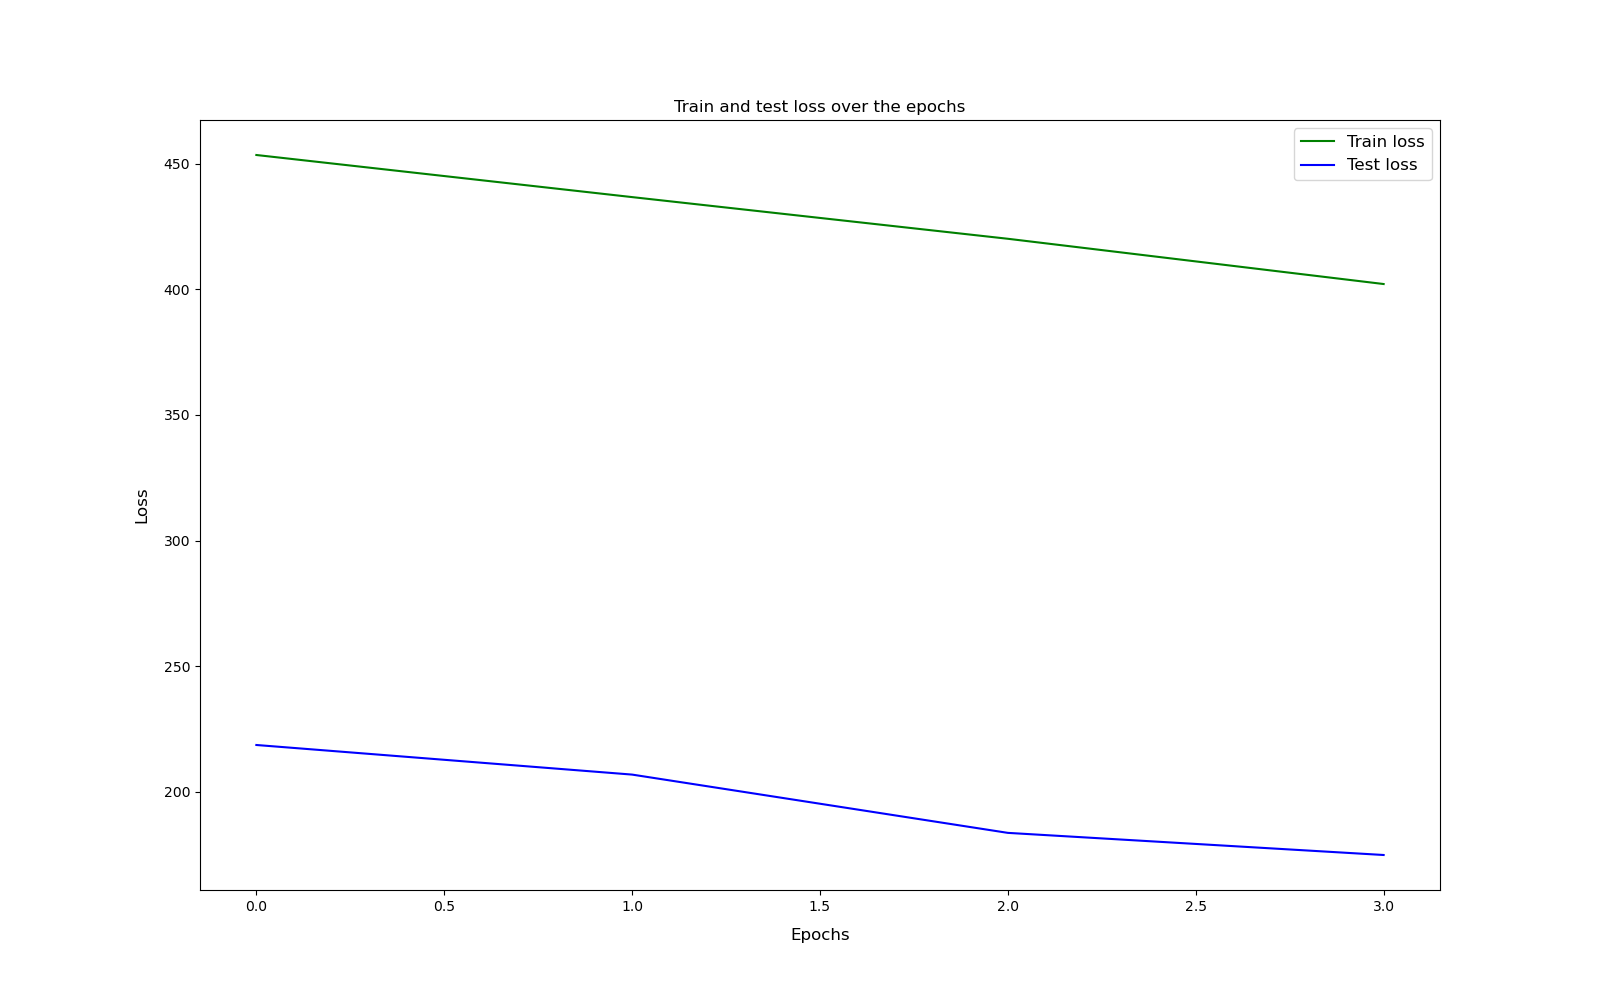 Train and test loss over the epochs
Train loss
Test loss
450
400
350
300
250
200
Loss
0.0 0.5 1.0 1.5 2.0 2.5 3.0
Epochs